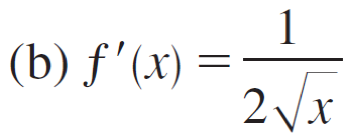 (b) f'(x) = 1/(2√x)